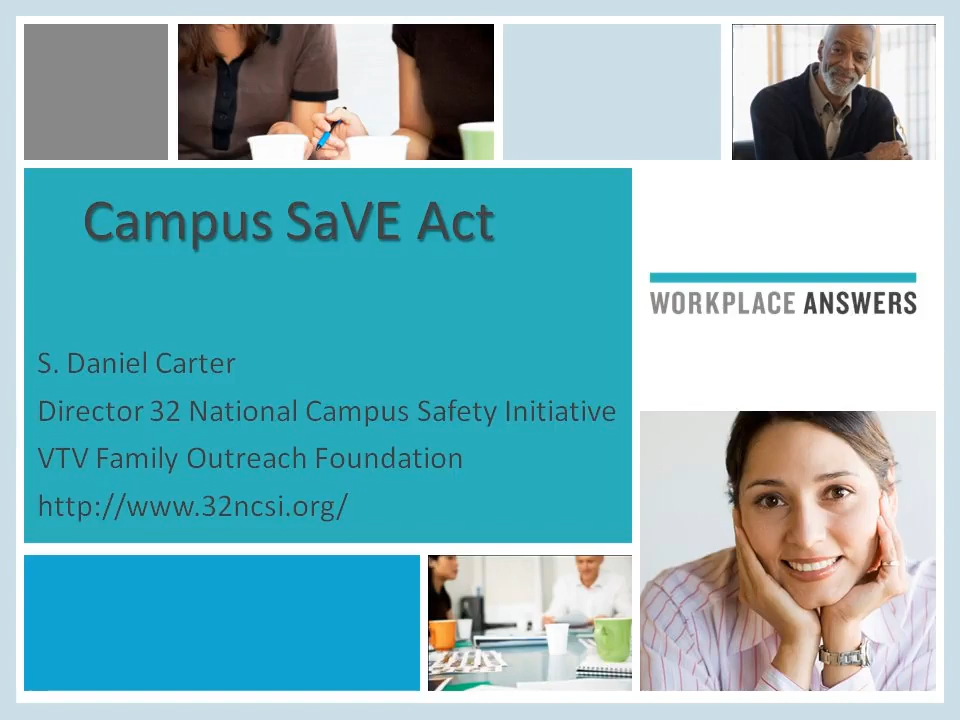 Campus SaVE Act
WORKPLACE ANSWERS
S. Daniel Carter
Director 32 National Campus Safety Initiative
VTV Family Outreach Foundation
http://www.32ncsi.org/